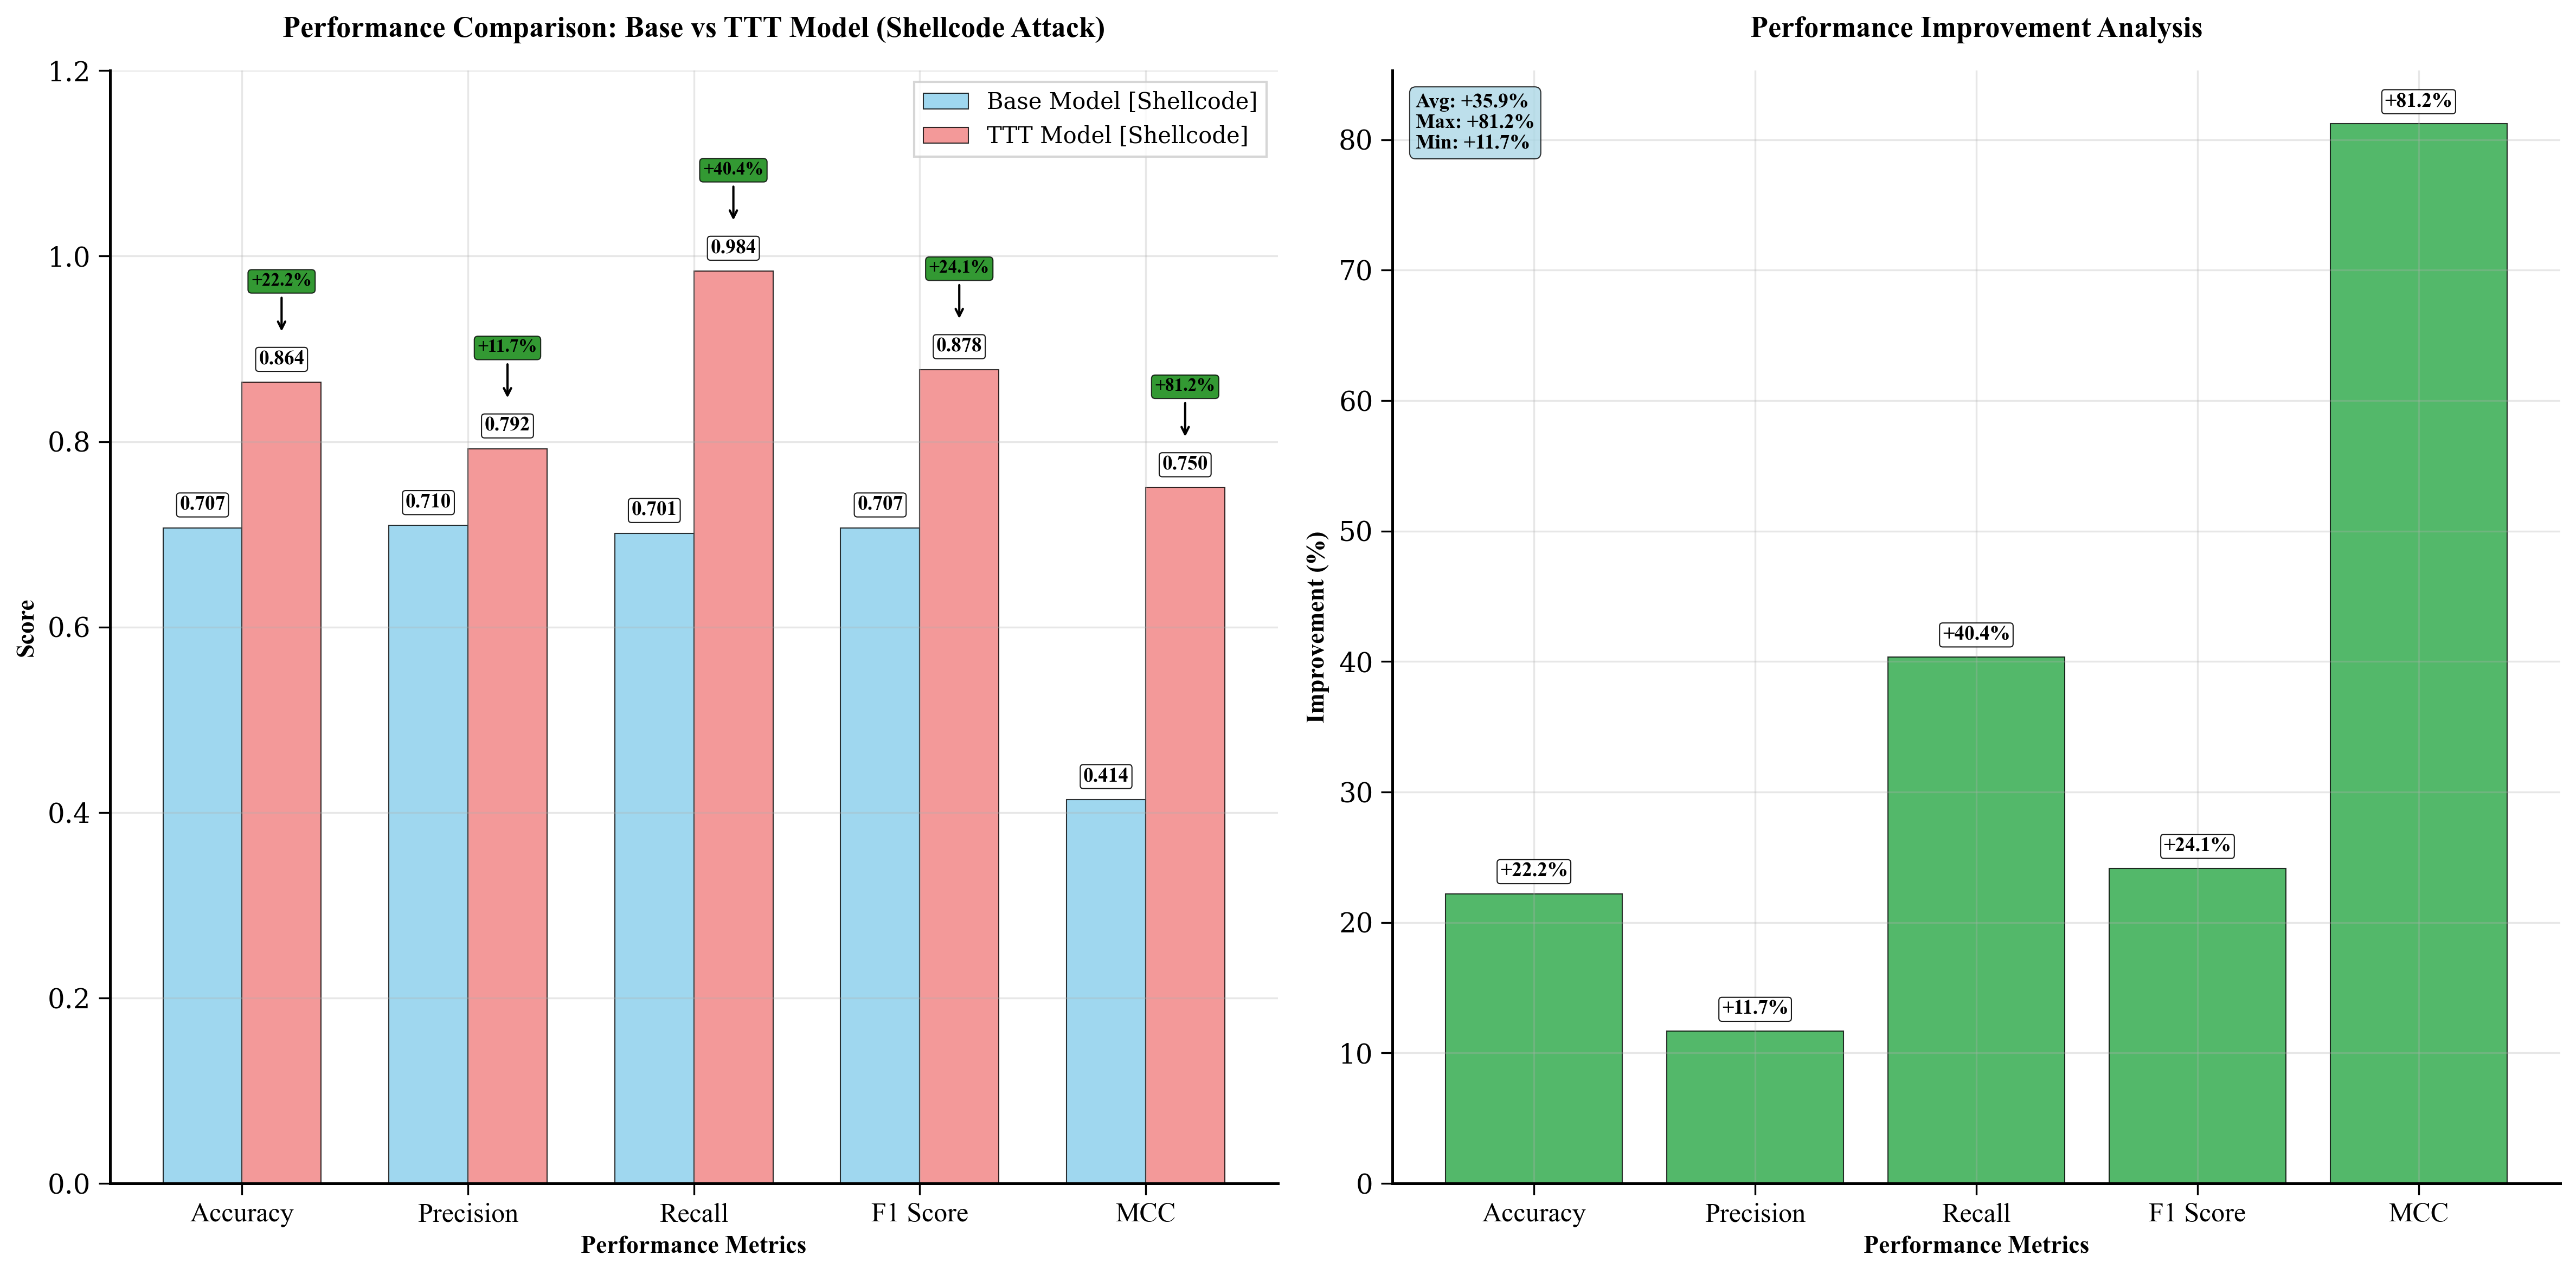 Performance Comparison: Base vs TTT Model (Shellcode Attack)
Base Model [Shellcode]
TTT Model [Shellcode]
Score
1.2
1.0
0.8
0.6
0.4
0.2
0.0
0.707
0.864
+22.2%
0.710
0.792
+11.7%
0.701
0.984
+40.4%
0.707
0.878
+24.1%
0.414
0.750
+81.2%
Accuracy
Precision
Recall
F1 Score
MCC
Performance Metrics
Performance Improvement Analysis
Avg: +35.9%
Max: +81.2%
Min: +11.7%
Improvement (%)
80
70
60
50
40
30
20
10
0
+22.2%
+11.7%
+40.4%
+24.1%
+81.2%
Accuracy
Precision
Recall
F1 Score
MCC
Performance Metrics